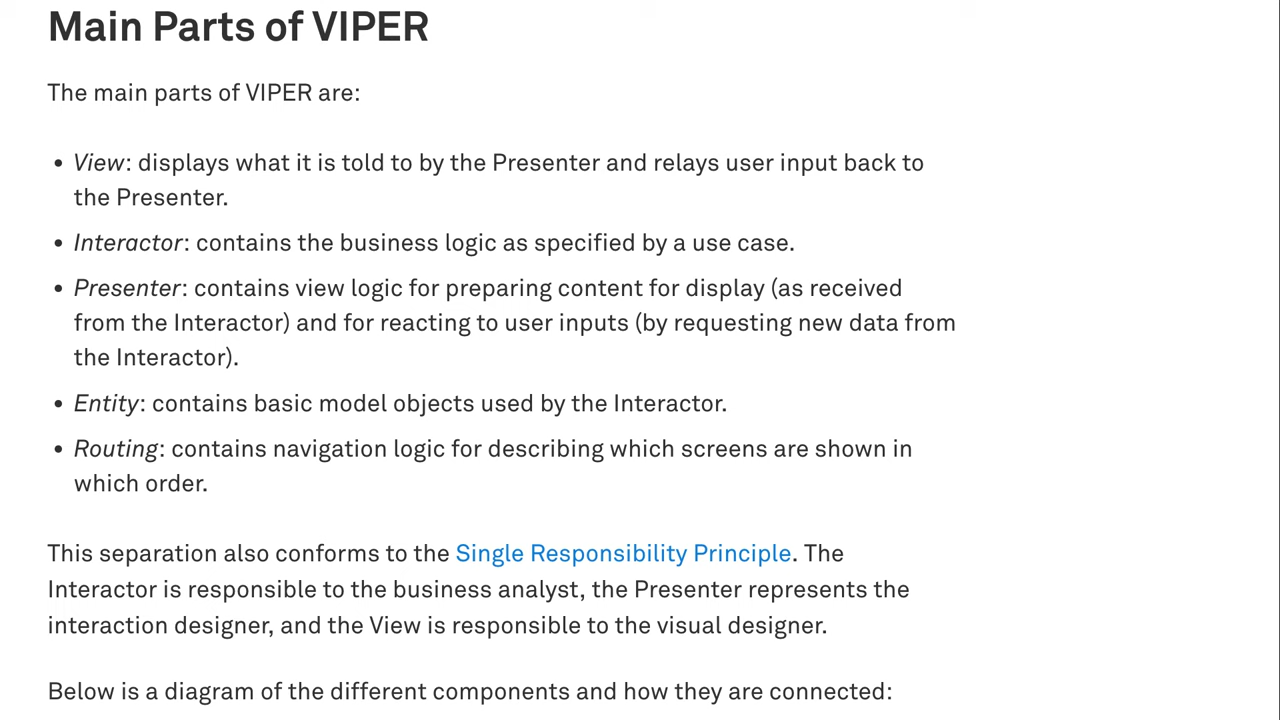 Main Parts of VIPER
The main parts of VIPER are:
• View: displays what it is told to by the Presenter and relays user input back to
the Presenter.
• Interactor: contains the business logic as specified by a use case.
• Presenter: contains view logic for preparing content for display (as received
from the Interactor) and for reacting to user inputs (by requesting new data from
the Interactor).
• Entity: contains basic model objects used by the Interactor.
• Routing: contains navigation logic for describing which screens are shown in
which order.
This separation also conforms to the Single Responsibility Principle. The
Interactor is responsible to the business analyst, the Presenter represents the
interaction designer, and the View is responsible to the visual designer.
Below is a diagram of the different components and how they are connected: